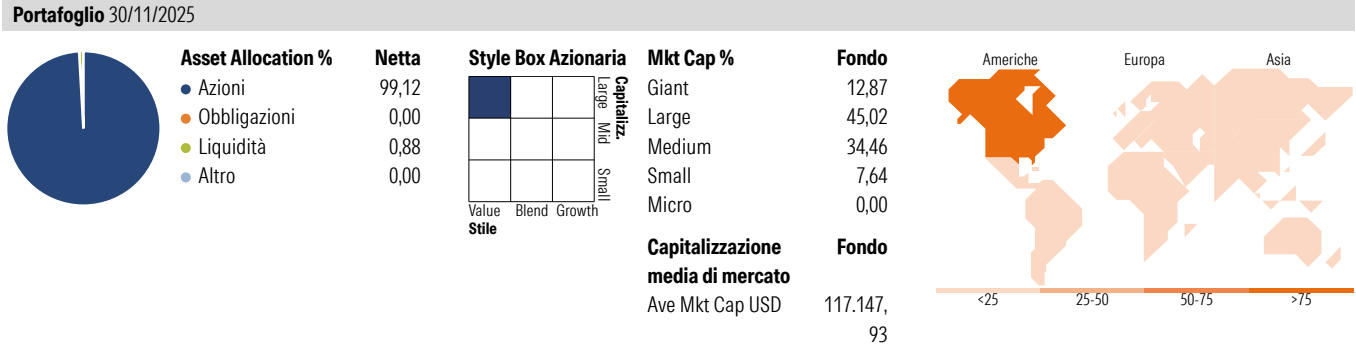 Portafoglio 30/11/2025
Asset Allocation % Netta
Azioni 99,12
Obbligazioni 0,00
Liquidità 0,88
Altro 0,00
Style Box Azionaria
Capitalizz.
Large Mid Small
Value Blend Growth
Stile
Mkt Cap % Fondo
Giant 12,87
Large 45,02
Medium 34,46
Small 7,64
Micro 0,00
Capitalizzazione Fondo
media di mercato
Ave Mkt Cap USD 117.147,
93
Americhe Europa Asia
<25 25-50 50-75 >75